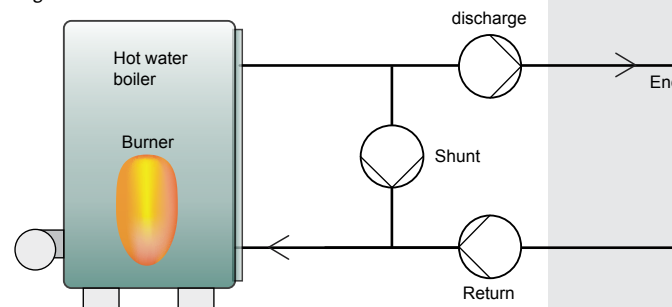 discharge
Hot water
boiler
Burner
Shunt
Return